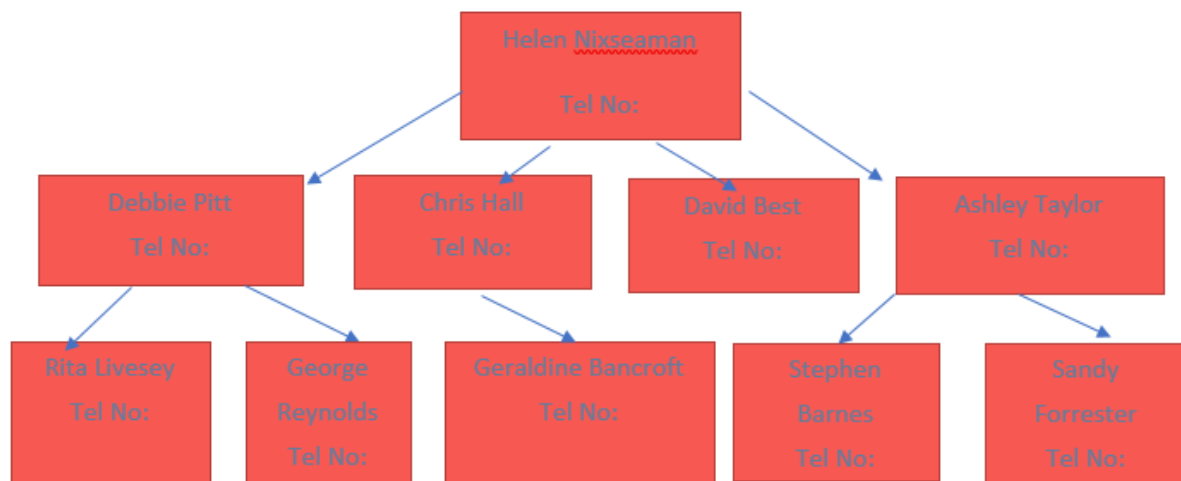 Helen Nixseaman
Tel No:
Debbie Pitt
Tel No:
Chris Hall
Tel No:
David Best
Tel No:
Ashley Taylor
Tel No:
Rita Livesey
Tel No:
George
Reynolds
Tel No:
Geraldine Bancroft
Tel No:
Stephen
Barnes
Tel No:
Sandy
Forrester
Tel No: